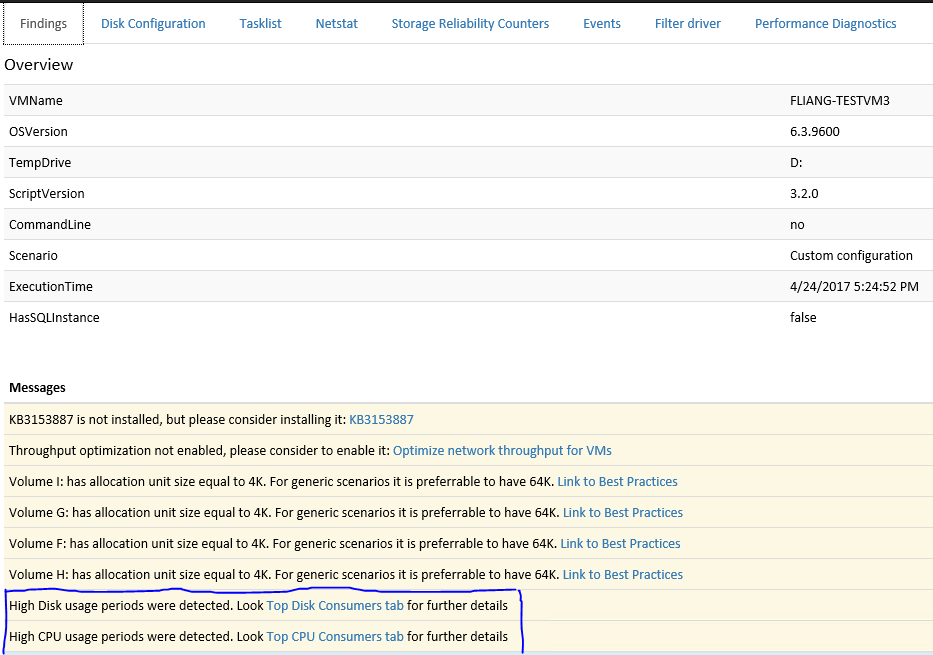 Findings Disk Configuration Tasklist Netstat Storage Reliability Counters Events Filter driver Performance Diagnostics
Overview
VMName FLIANG-TESTVM3
OSVersion 6.3.9600
TempDrive D:
ScriptVersion 3.2.0
CommandLine no
Scenario Custom configuration
ExecutionTime 4/24/2017 5:24:52 PM
HasSQLInstance false
Messages
KB3153887 is not installed, but please consider installing it: KB3153887
Throughput optimization not enabled, please consider to enable it: Optimize network throughput for VMs
Volume I: has allocation unit size equal to 4K. For generic scenarios it is preferrable to have 64K. Link to Best Practices
Volume G: has allocation unit size equal to 4K. For generic scenarios it is preferrable to have 64K. Link to Best Practices
Volume F: has allocation unit size equal to 4K. For generic scenarios it is preferrable to have 64K. Link to Best Practices
Volume H: has allocation unit size equal to 4K. For generic scenarios it is preferrable to have 64K. Link to Best Practices
High Disk usage periods were detected. Look Top Disk Consumers tab for further details
High CPU usage periods were detected. Look Top CPU Consumers tab for further details